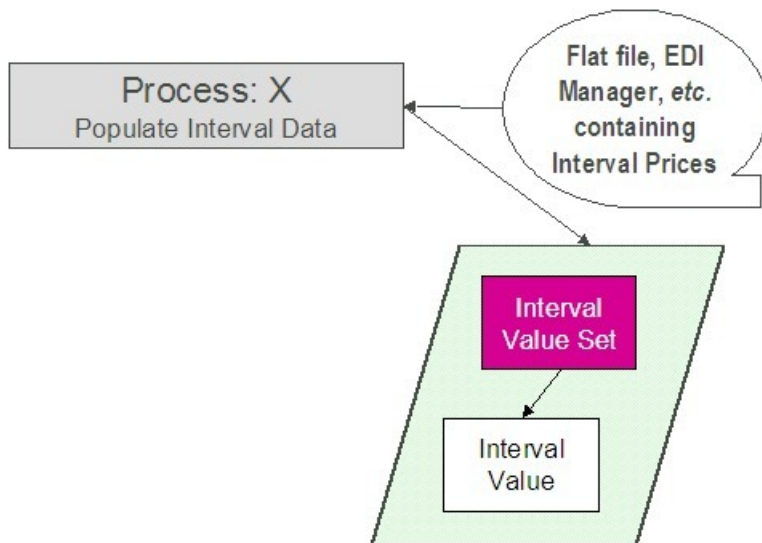 Process: X
Populate Interval Data
Flat file, EDI
Manager, etc.
containing
Interval Prices
Interval
Value Set
Interval
Value